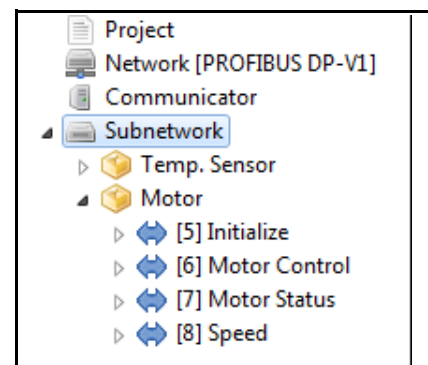 Project
Network [PROFIBUS DP-V1]
Communicator
Subnetwork
Temp. Sensor
Motor
[5] Initialize
[6] Motor Control
[7] Motor Status
[8] Speed